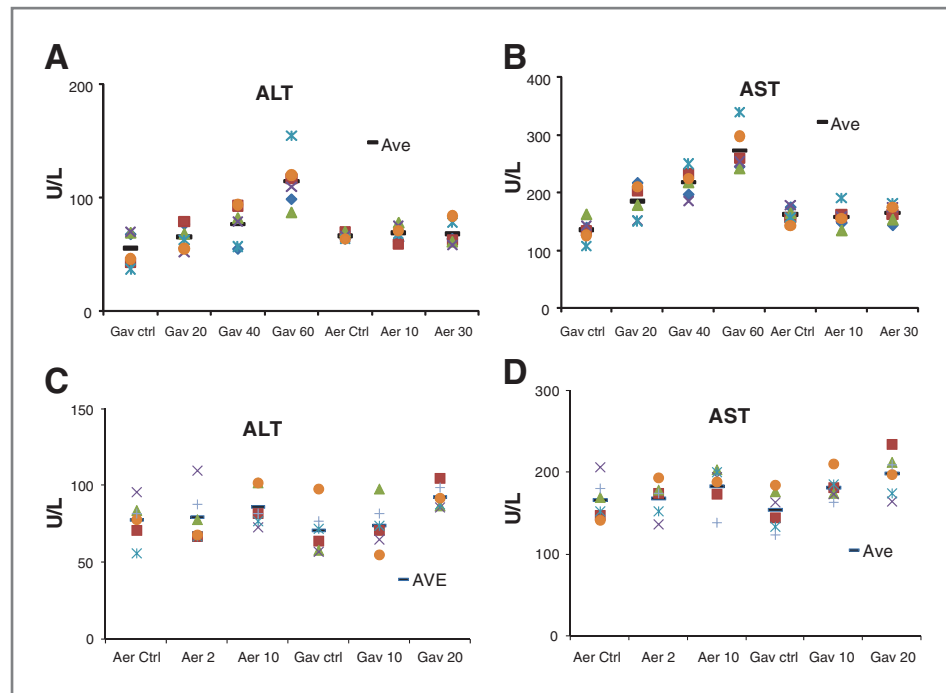 A
ALT
200
100
0
U/L
Ave
Gav ctrl Gav 20 Gav 40 Gav 60 Aer Ctrl Aer 10 Aer 30
B
AST
400
300
200
100
0
U/L
Ave
Gav ctrl Gav 20 Gav 40 Gav 60 Aer Ctrl Aer 10 Aer 30
C
ALT
150
100
50
0
U/L
AVE
Aer Ctrl Aer 2 Aer 10 Gav ctrl Gav 10 Gav 20
D
AST
300
200
100
0
U/L
Ave
Aer Ctrl Aer 2 Aer 10 Gav ctrl Gav 10 Gav 20